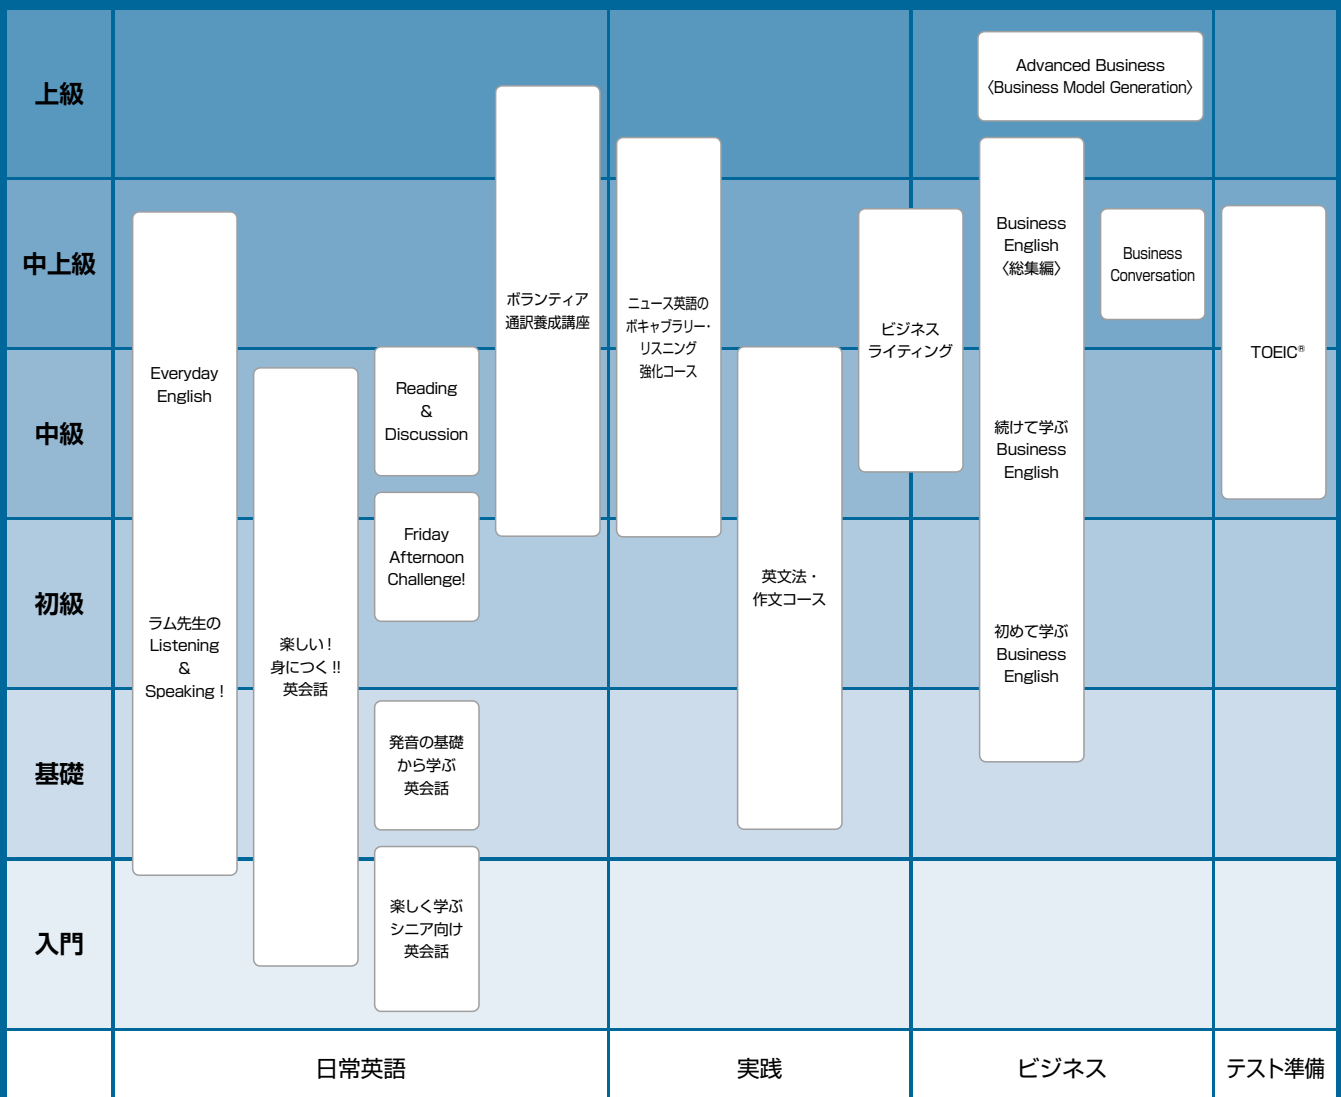 上級
中上級
中級
初級
基礎
入門
Everyday
English
ラム先生の
Listening
&
Speaking !
楽しい !
身につく !!
英会話
Reading
&
Discussion
Friday
Afternoon
Challenge!
発音の基礎
から学ぶ
英会話
楽しく学ぶ
シニア向け
英会話
ボランティア
通訳養成講座
ニュース英語の
ボキャブラリー・
リスニング
強化コース
英文法・
作文コース
ビジネス
ライティング
Advanced Business
〈Business Model Generation〉
Business
English
〈総集編〉
続けて学ぶ
Business
English
初めて学ぶ
Business
English
Business
Conversation
TOEIC®
日常英語
実践
ビジネス
テスト準備